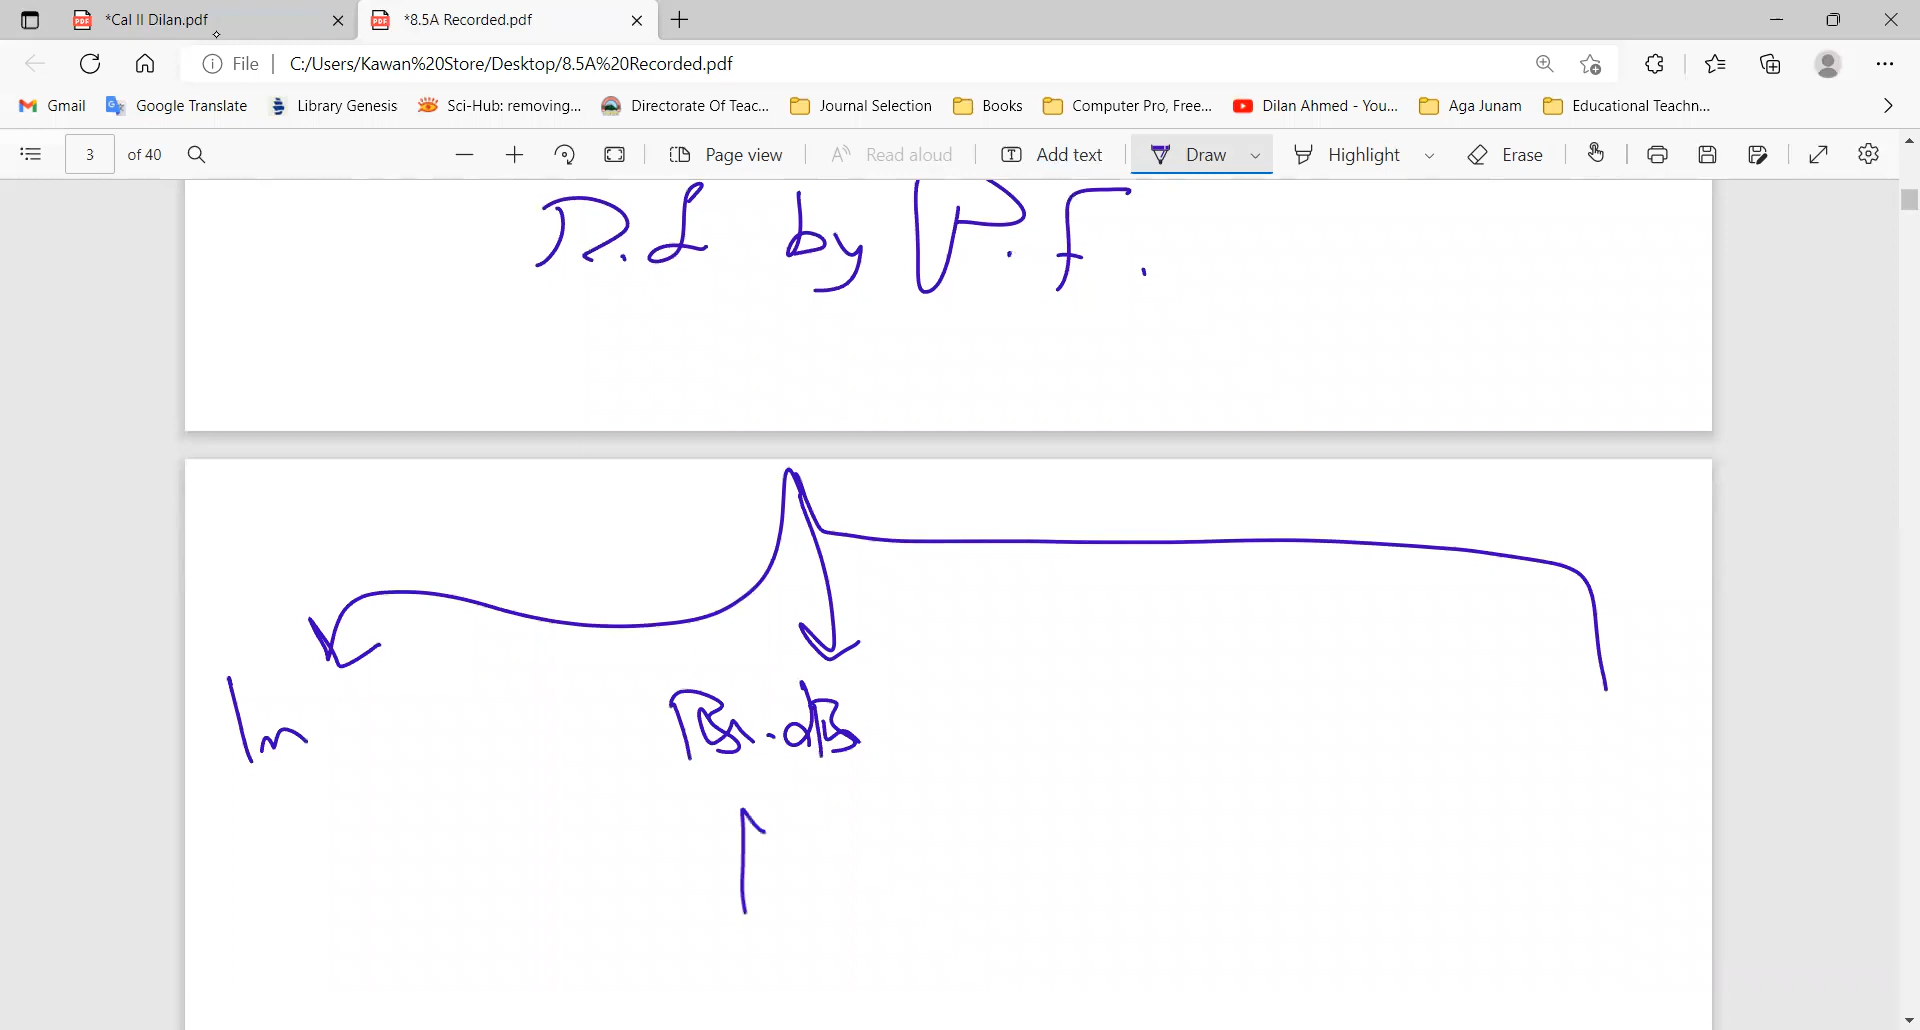 *Cal II Dilan.pdf
*8.5A Recorded.pdf
File
C:/Users/Kawan%20Store/Desktop/8.5A%20Recorded.pdf
Gmail
Google Translate
Library Genesis
Sci-Hub: removing...
Directorate Of Teac...
Journal Selection
Books
Computer Pro, Free...
Dilan Ahmed - You...
Aga Junam
Educational Teachn...
3
of 40
Page view
Read aloud
Add text
Draw
Highlight
Erase
by P. F.